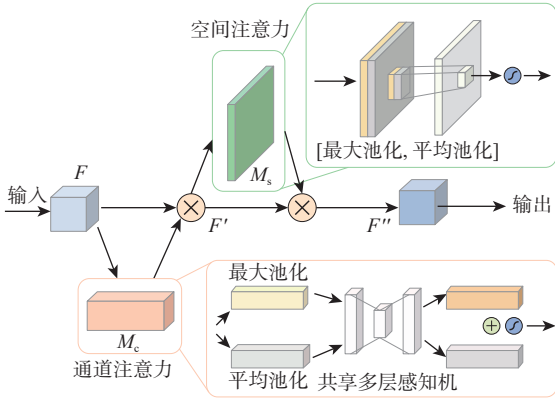 空间注意力
[最大池化, 平均池化]
Ms
F
输入
F'
F''
输出
Mc
通道注意力
最大池化
平均池化
共享多层感知机